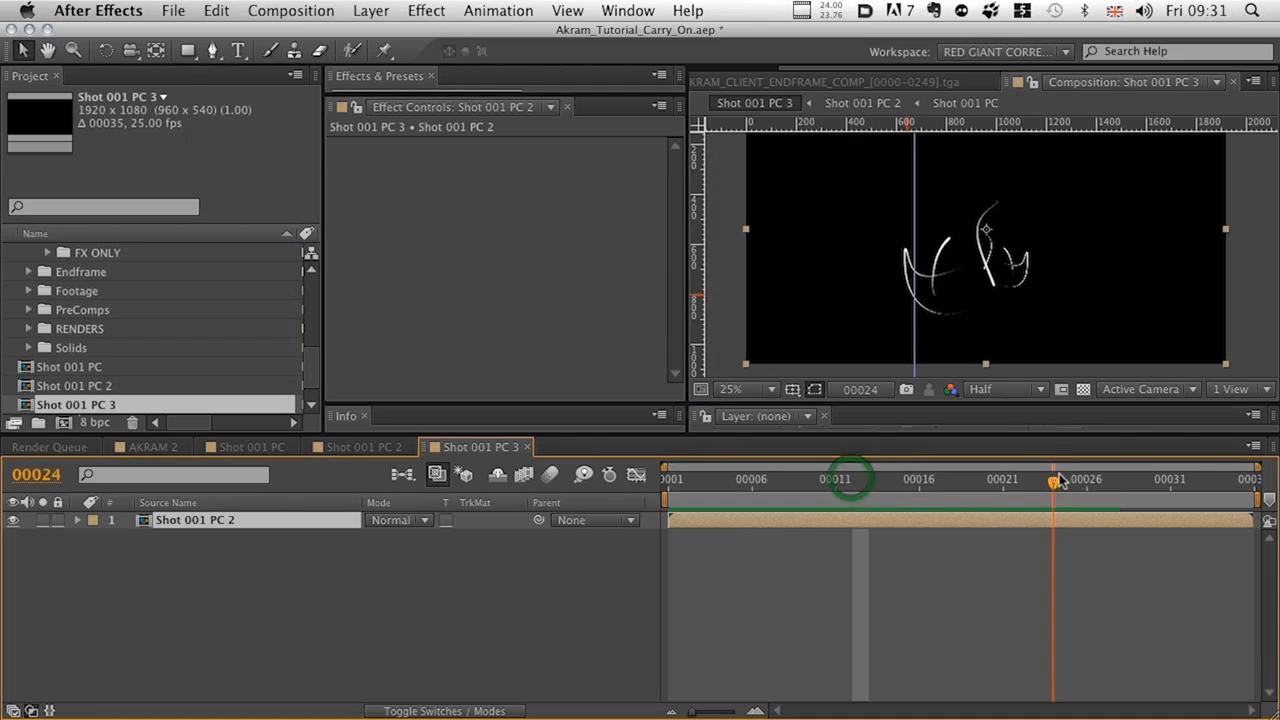 After Effects File Edit Composition Layer Effect Animation View Window Help 24.00 23.76 7 Fri 09:31
Akram_Tutorial_Carry_On.aep *
Workspace: RED GIANT CORRE... Search Help
Project × Effects & Presets × KRAM_CLIENT_ENDFRAME_COMP_[0000-0249].tga Composition: Shot 001 PC 3
Shot 001 PC 3
1920 x 1080 (960 x 540) (1.00)
Δ 00035, 25.00 fps
Effect Controls: Shot 001 PC 2 ×
Shot 001 PC 3 Shot 001 PC 2 Shot 001 PC
Shot 001 PC 3 • Shot 001 PC 2
0 200 400 600 800 1000 1200 1400 1600 1800 2000
Name
FX ONLY
Endframe
Footage
PreComps
RENDERS
Solids
Shot 001 PC
Shot 001 PC 2
Shot 001 PC 3
8 bpc
25% 00024 Half Active Camera 1 View
Info × Layer: (none) ×
Render Queue AKRAM 2 Shot 001 PC Shot 001 PC 2 Shot 001 PC 3 ×
00024
0001 00006 00011 00016 00021 00026 00031
# Source Name Mode T TrkMat Parent
1 Shot 001 PC 2 Normal None
Toggle Switches / Modes